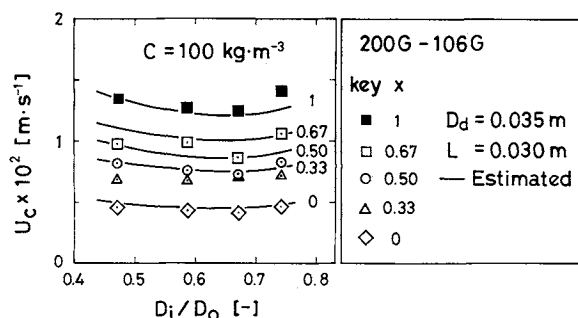 2
C = 100 kg·m⁻³
1
0.67
0.50
0.33
0
1
0
U_c × 10² [m·s⁻¹]
0.4 0.5 0.6 0.7 0.8
D_i/D_o [-]
200G – 106G
key x
■ 1 D_d = 0.035 m
□ 0.67 L = 0.030 m
⊙ 0.50 — Estimated
△ 0.33
◇ 0